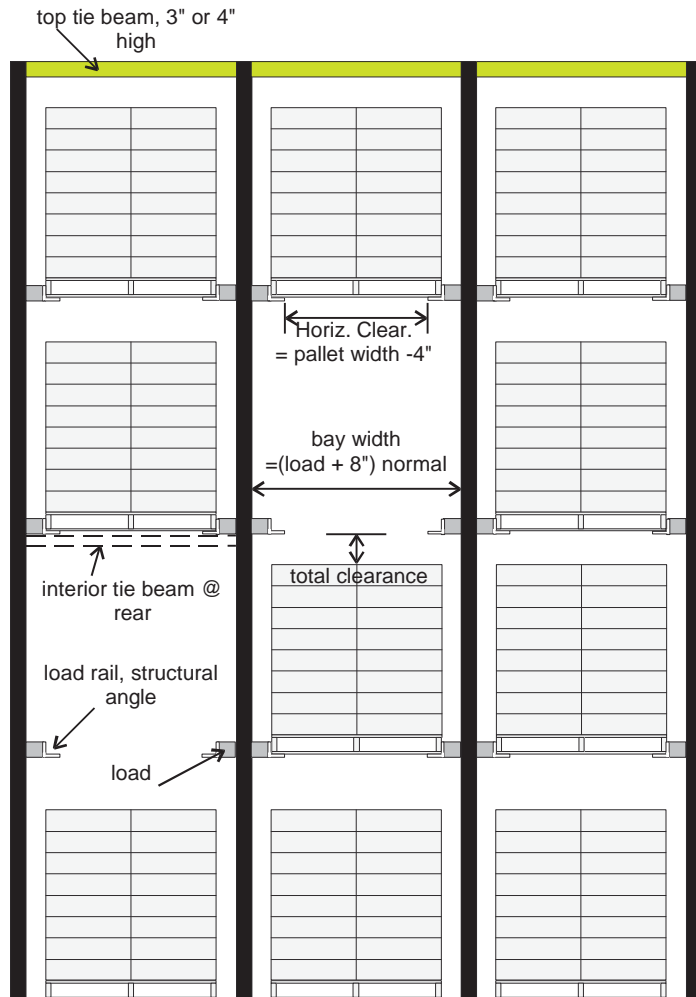 top tie beam, 3" or 4"
high
Horiz. Clear.
= pallet width -4"
bay width
=(load + 8") normal
total clearance
interior tie beam @
rear
load rail, structural
angle
load